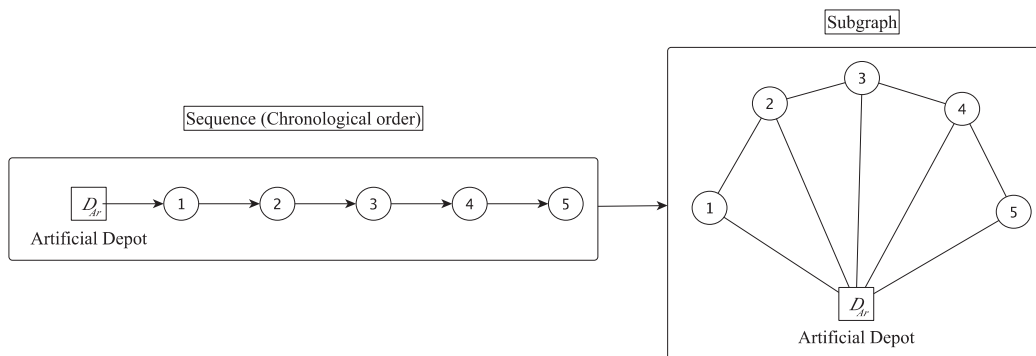 Subgraph
Sequence (Chronological order)
D_Ar 1 2 3 4 5
Artificial Depot
3
2
4
1
5
D_Ar
Artificial Depot